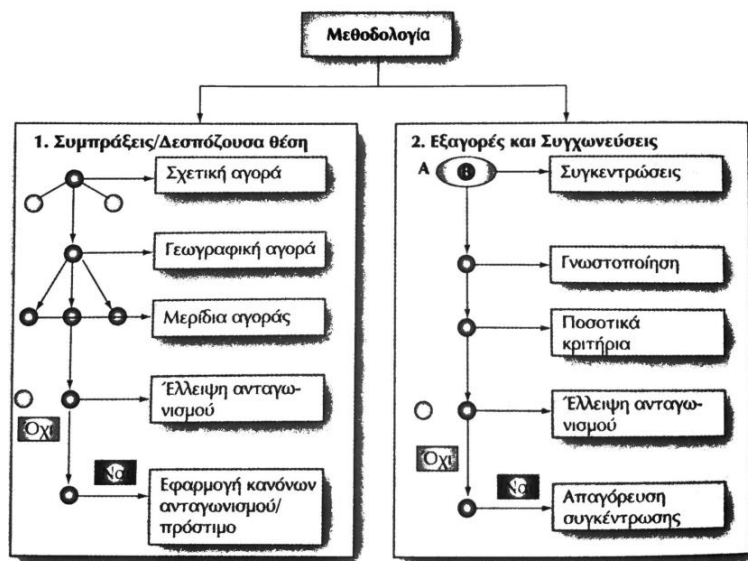 Μεθοδολογία
1. Συμπράξεις/Δεσπόζουσα θέση
Σχετική αγορά
Γεωγραφική αγορά
Μερίδια αγοράς
Έλλειψη ανταγω-
νισμού
Όχι
Ναι
Εφαρμογή κανόνων
ανταγωνισμού/
πρόστιμο
2. Εξαγορές και Συγχωνεύσεις
Α
Β
Συγκεντρώσεις
Γνωστοποίηση
Ποσοτικά
κριτήρια
Έλλειψη ανταγω-
νισμού
Όχι
Ναι
Απαγόρευση
συγκέντρωσης